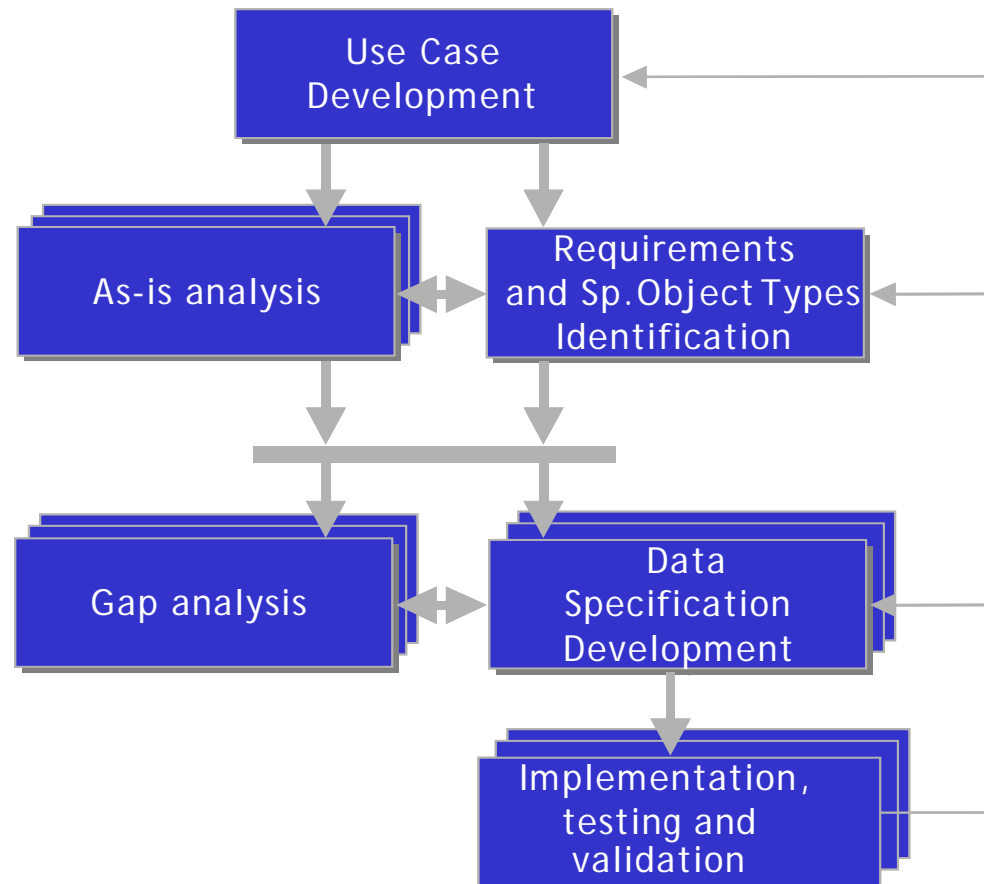 Use Case
Development
As-is analysis
Requirements
and Sp.Object Types
Identification
Gap analysis
Data
Specification
Development
Implementation,
testing and
validation